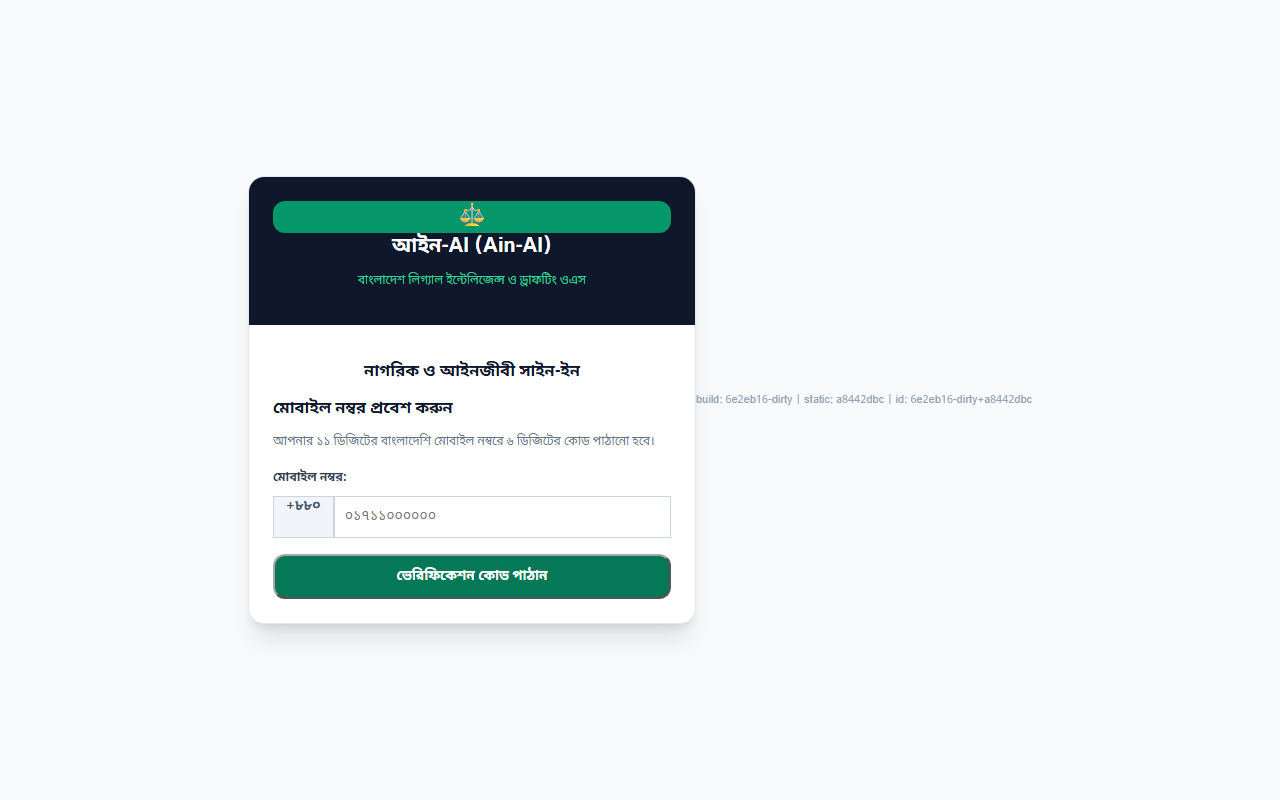 আইন-AI (Ain-AI)
বাংলাদেশ লিগ্যাল ইন্টেলিজেন্স ও ড্রাফটিং ওএস
নাগরিক ও আইনজীবী সাইন-ইন
মোবাইল নম্বর প্রবেশ করুন
আপনার ১১ ডিজিটের বাংলাদেশি মোবাইল নম্বরে ৬ ডিজিটের কোড পাঠানো হবে।
মোবাইল নম্বর:
+৮৮০ ০১৭১১০০০০০০
ভেরিফিকেশন কোড পাঠান
build: 6e2eb16-dirty | static: a8442dbc | id: 6e2eb16-dirty+a8442dbc